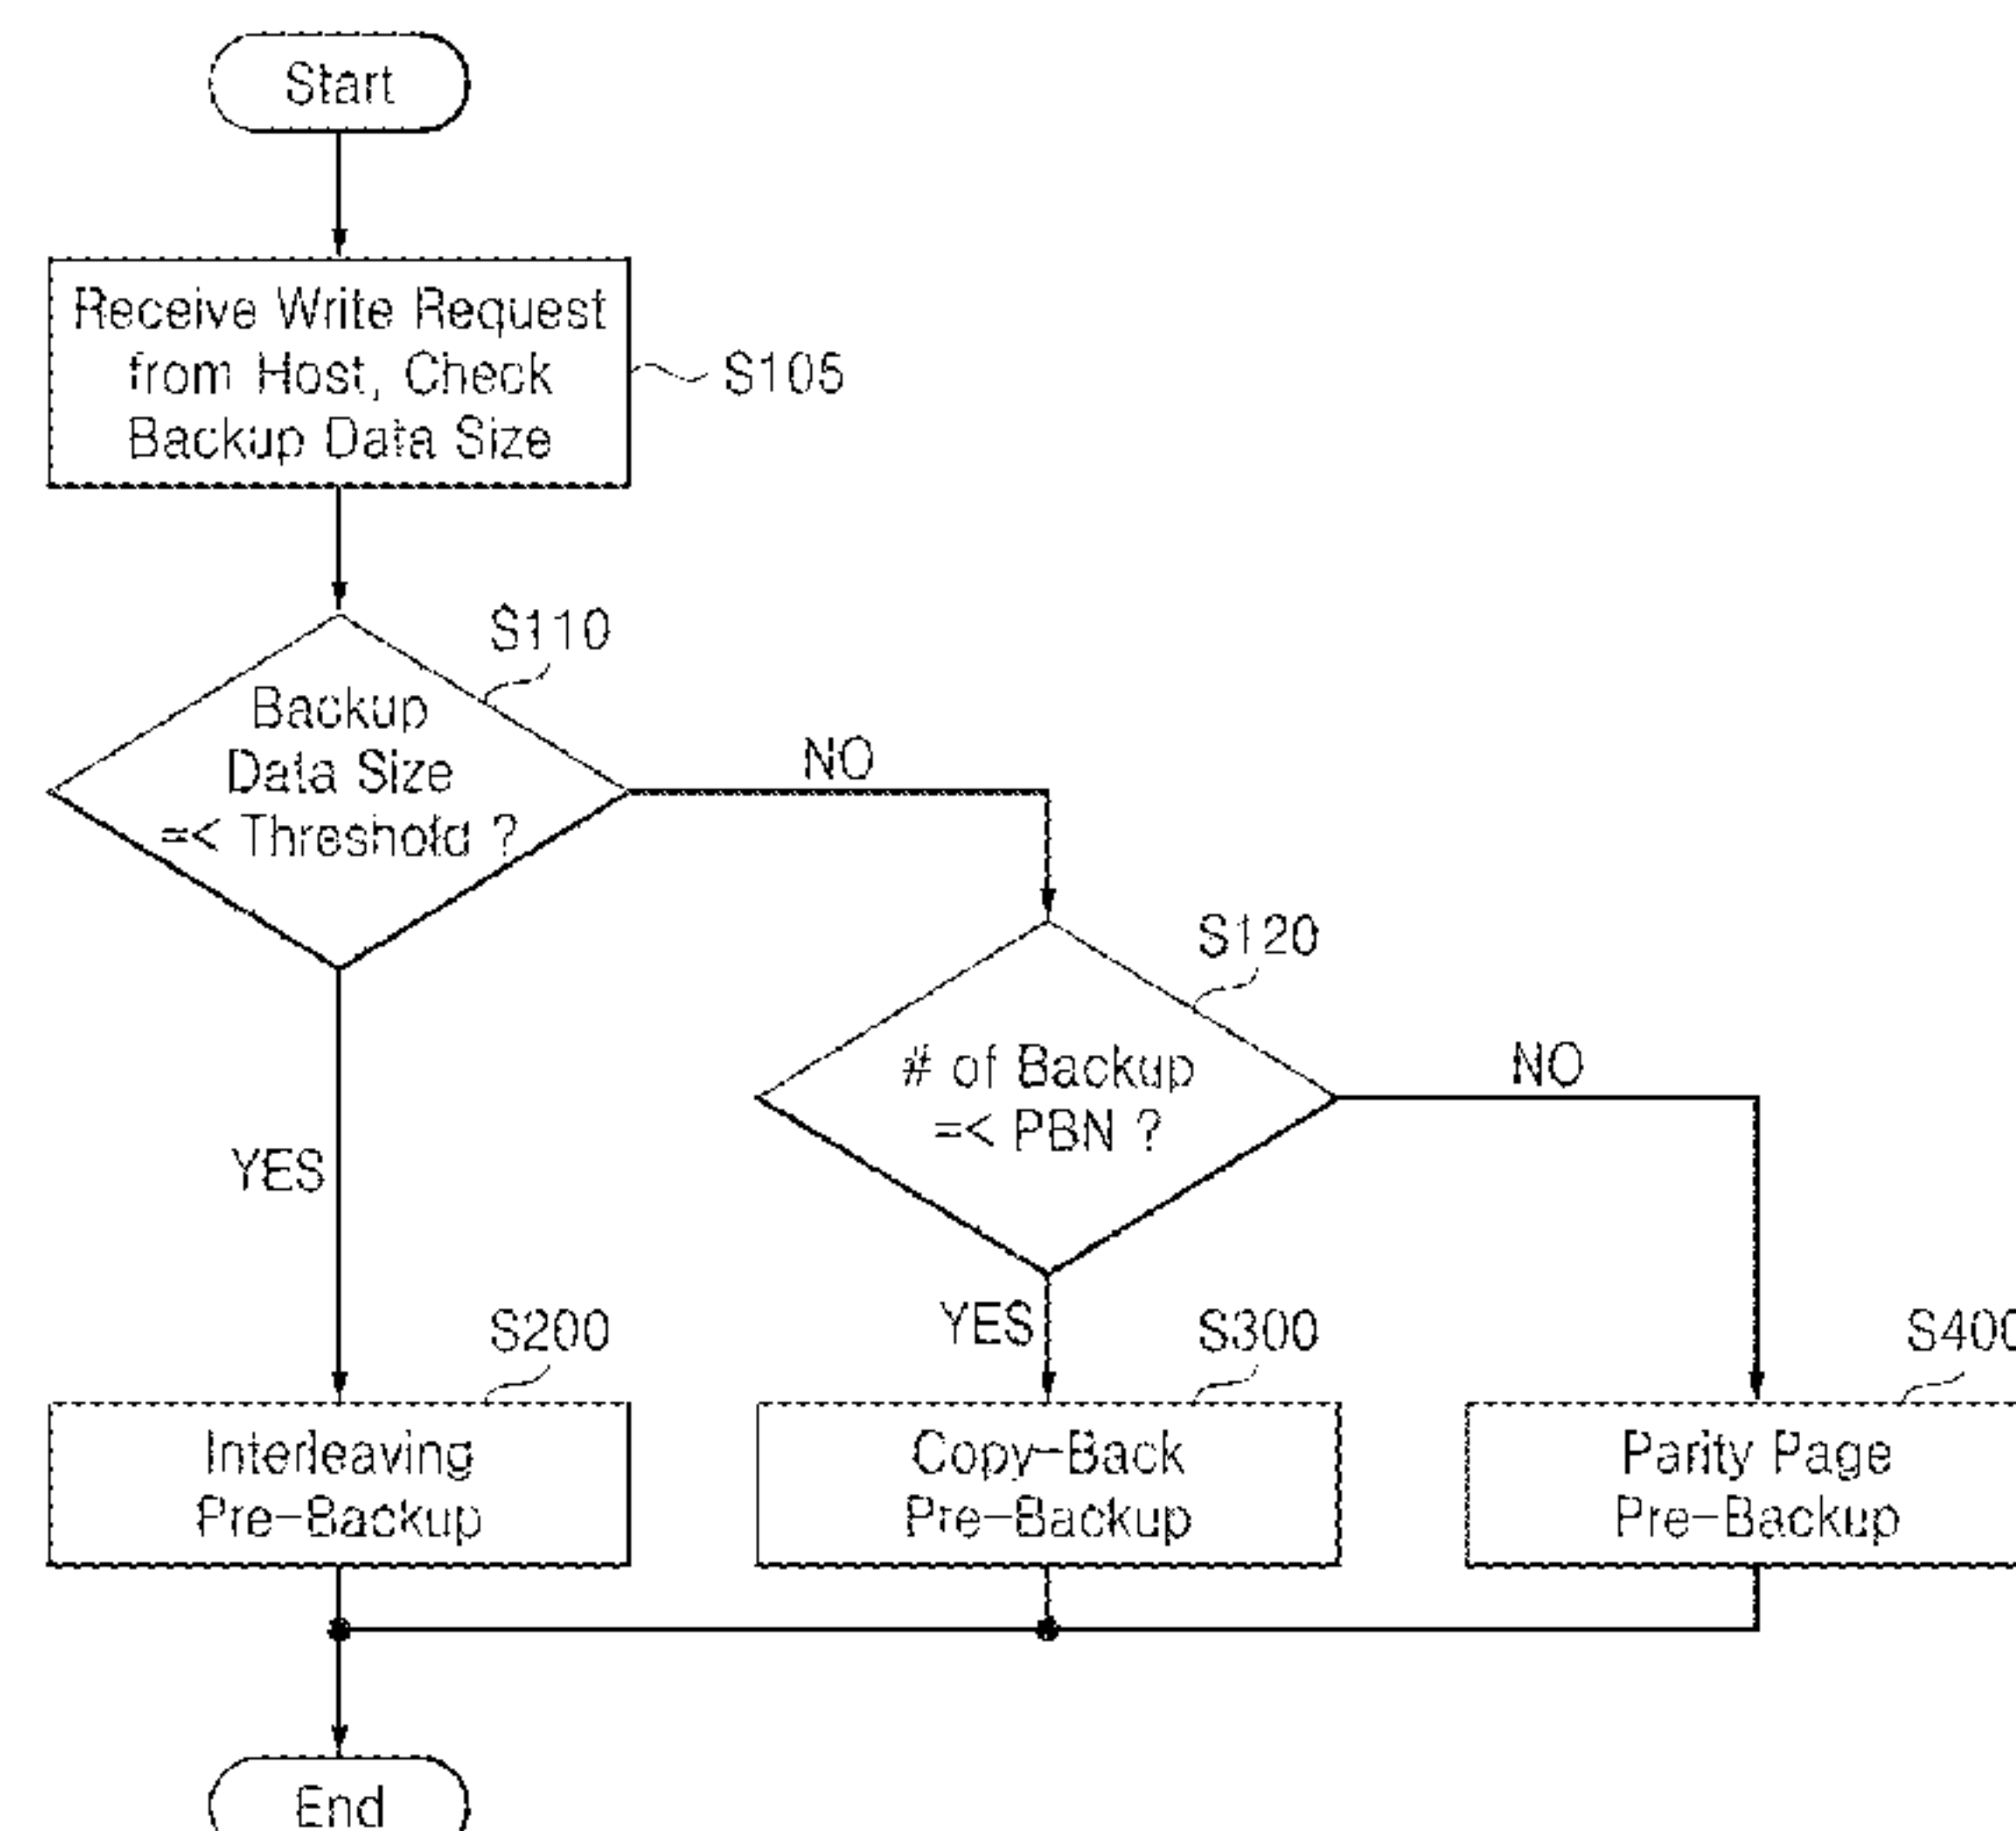 Start
Receive Write Request
from Host, Check
Backup Data Size
S105
S110
Backup
Data Size
=< Threshold ?
NO
S120
# of Backup
=< PBN ?
NO
YES
YES
S200
S300
S400
Interleaving
Pre-Backup
Copy-Back
Pre-Backup
Parity Page
Pre-Backup
End